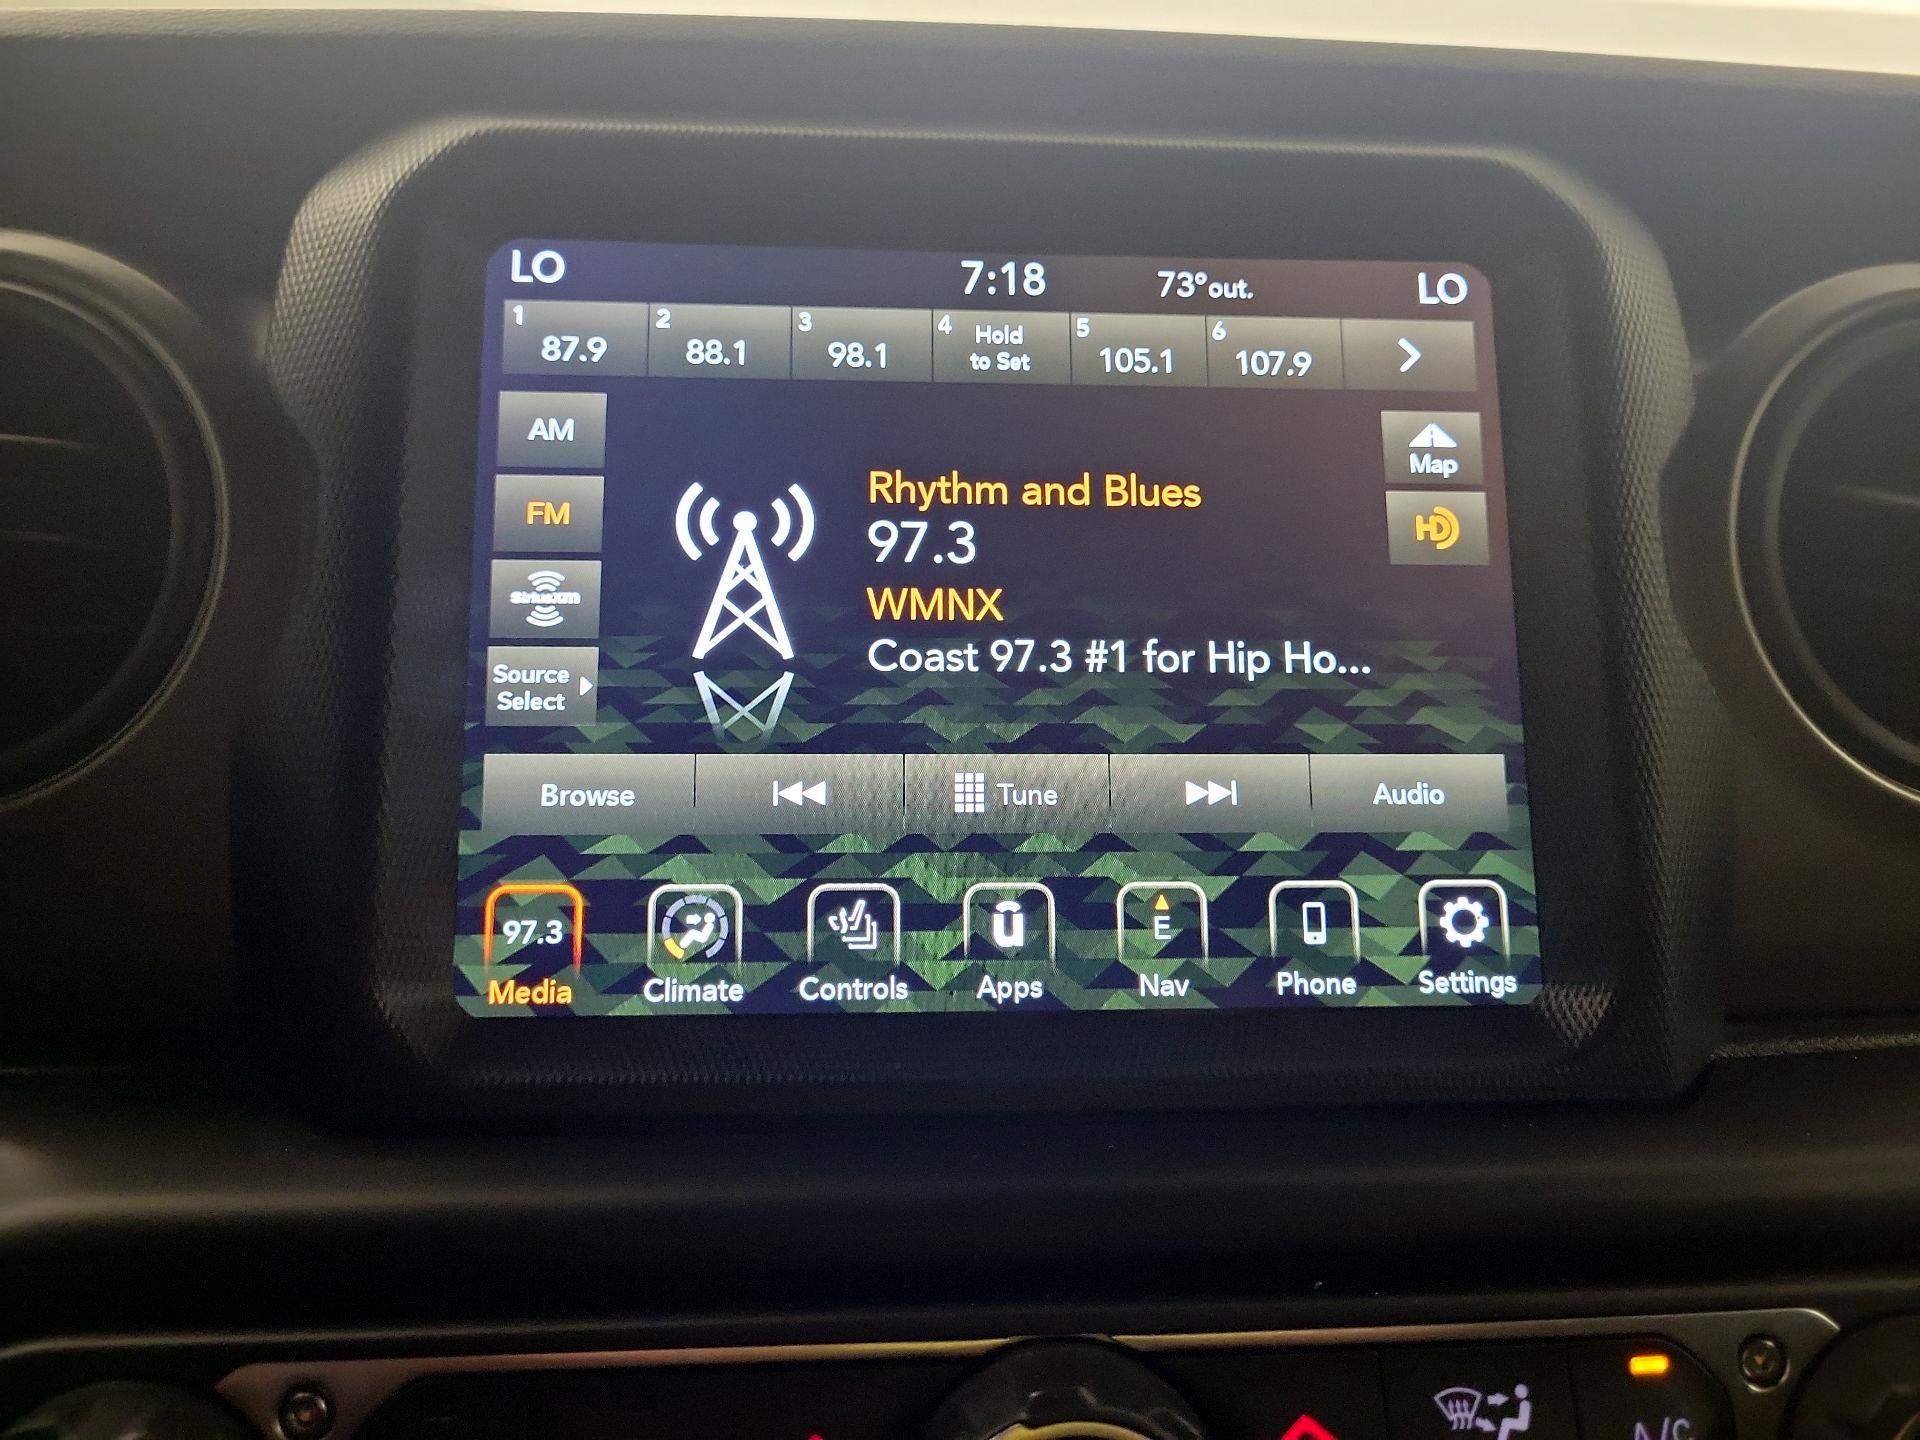 LO 7:18 73°out. LO
1 87.9 2 88.1 3 98.1 4 Hold to Set 5 105.1 6 107.9
AM
FM
SiriusXM
Source
Select
Map
HD
Rhythm and Blues
97.3
WMNX
Coast 97.3 #1 for Hip Ho...
Browse Tune Audio
97.3 u E
Media Climate Controls Apps Nav Phone Settings
A/C